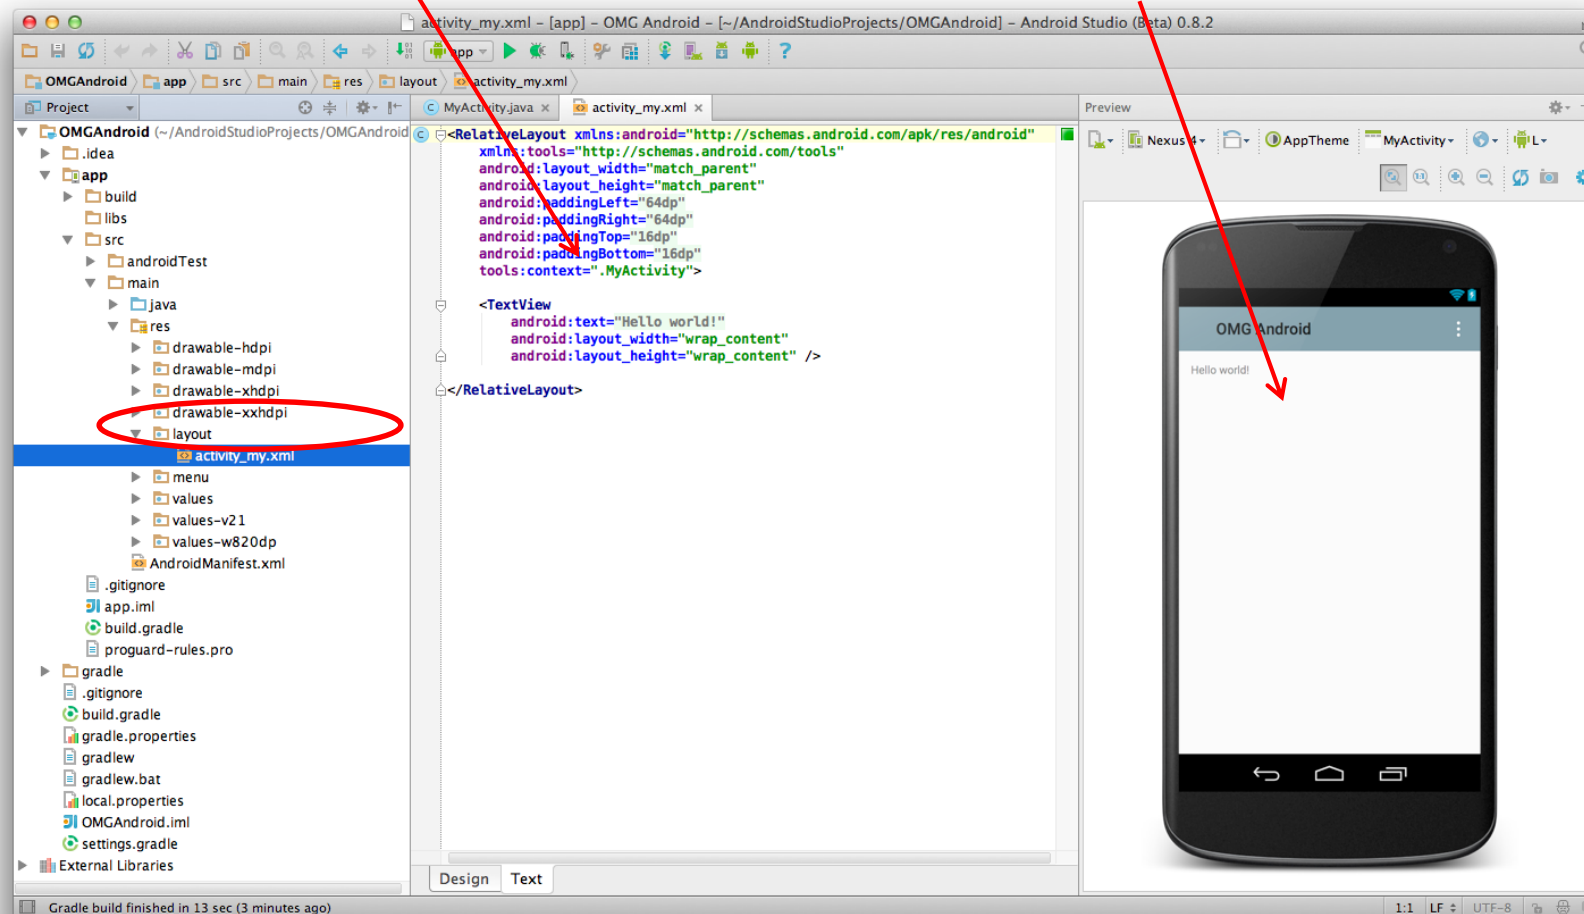 activity_my.xml - [app] - OMG Android - [~/AndroidStudioProjects/OMGAndroid] - Android Studio (Beta) 0.8.2
app
?
OMGAndroid app src main res layout activity_my.xml
Project
OMGAndroid (~/AndroidStudioProjects/OMGAndroid
.idea
app
build
libs
src
androidTest
main
java
res
drawable-hdpi
drawable-mdpi
drawable-xhdpi
drawable-xxhdpi
layout
activity_my.xml
menu
values
values-v21
values-w820dp
AndroidManifest.xml
.gitignore
app.iml
build.gradle
proguard-rules.pro
gradle
.gitignore
build.gradle
gradle.properties
gradlew
gradlew.bat
local.properties
OMGAndroid.iml
settings.gradle
External Libraries
MyActivity.java activity_my.xml
<RelativeLayout xmlns:android="http://schemas.android.com/apk/res/android"
xmlns:tools="http://schemas.android.com/tools"
android:layout_width="match_parent"
android:layout_height="match_parent"
android:paddingLeft="64dp"
android:paddingRight="64dp"
android:paddingTop="16dp"
android:paddingBottom="16dp"
tools:context=".MyActivity">
<TextView
android:text="Hello world!"
android:layout_width="wrap_content"
android:layout_height="wrap_content" />
</RelativeLayout>
Design Text
Preview
Nexus 4 AppTheme MyActivity L
OMG Android
Hello world!
Gradle build finished in 13 sec (3 minutes ago)
1:1 LF UTF-8